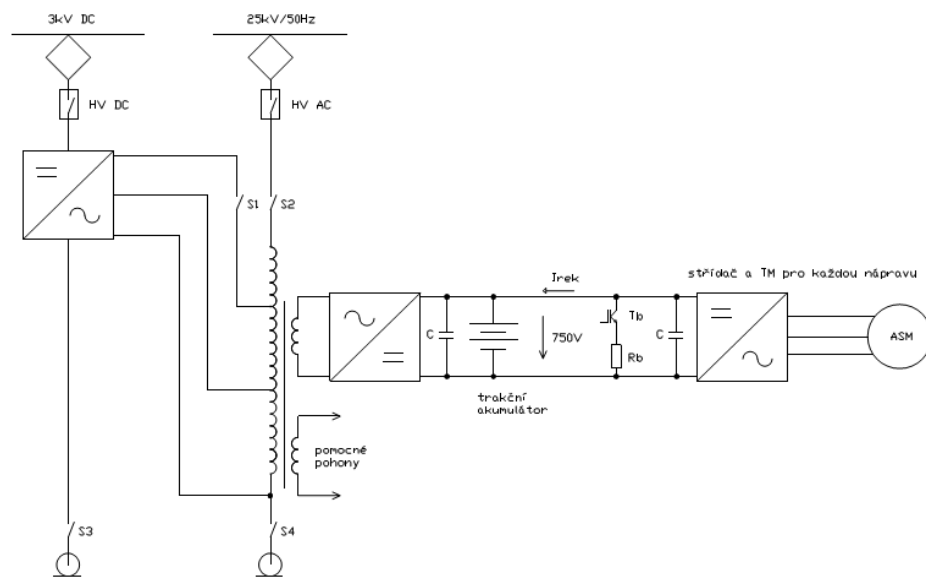 3kV DC
25kV/50Hz
HV DC
HV AC
S1
S2
Irek
střídač a TM pro každou nápravu
C
750V
Tb
Rb
C
ASM
trakční
akumulátor
pomocné
pohony
S3
S4